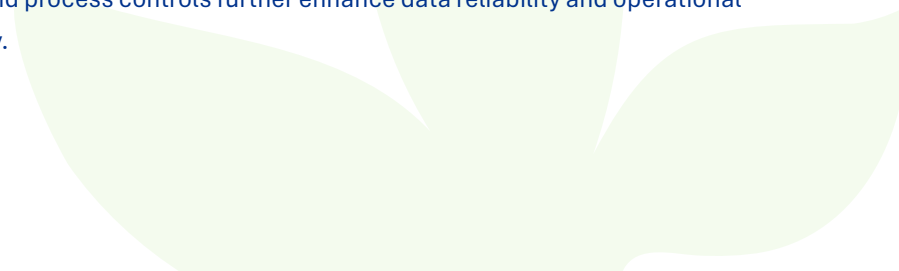 d process controls further enhance data reliability and operational
.